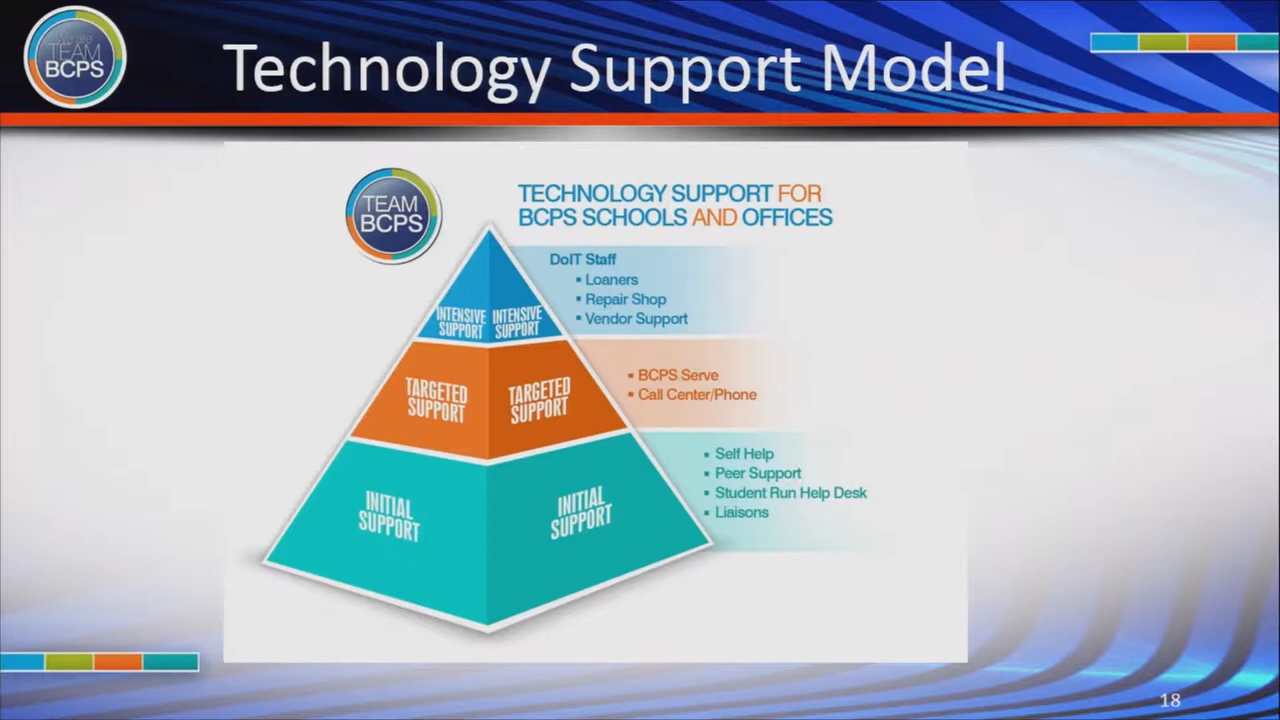 We are
TEAM
BCPS
Technology Support Model
TEAM
BCPS
TECHNOLOGY SUPPORT FOR
BCPS SCHOOLS AND OFFICES
DoIT Staff
▪ Loaners
▪ Repair Shop
▪ Vendor Support
INTENSIVE
SUPPORT
INTENSIVE
SUPPORT
▪ BCPS Serve
▪ Call Center/Phone
TARGETED
SUPPORT
TARGETED
SUPPORT
▪ Self Help
▪ Peer Support
▪ Student Run Help Desk
▪ Liaisons
INITIAL
SUPPORT
INITIAL
SUPPORT
18